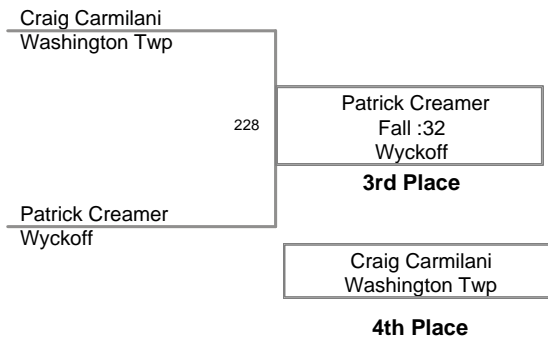 Craig Carmilani
Washington Twp
228
Patrick Creamer
Fall :32
Wyckoff
3rd Place
Patrick Creamer
Wyckoff
Craig Carmilani
Washington Twp
4th Place